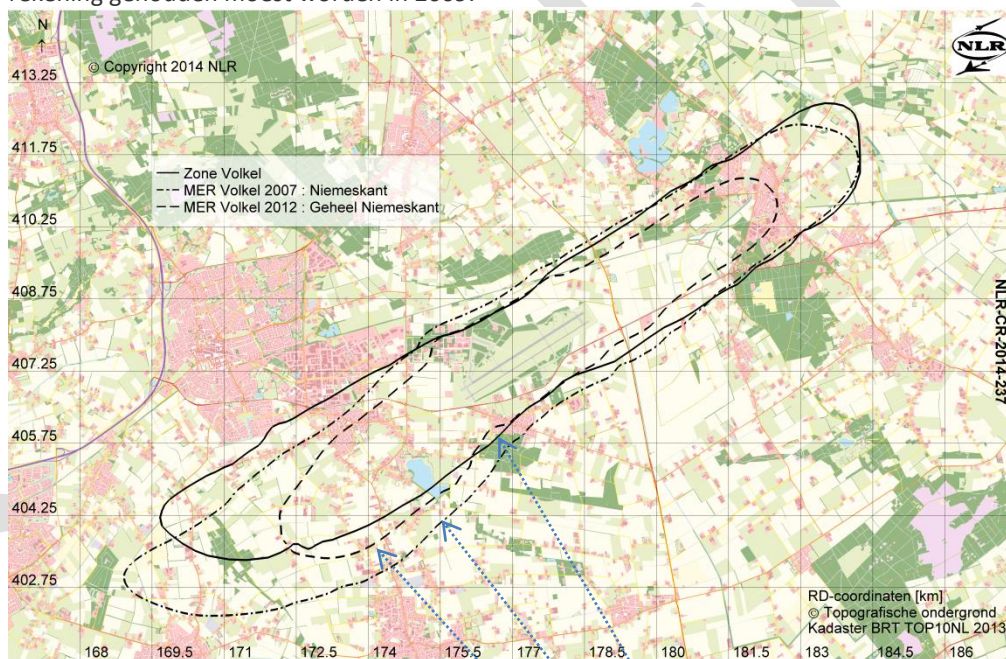 rekening gehouden moest worden in 2009.
N
NLR
© Copyright 2014 NLR
413.25
411.75
Zone Volkel
MER Volkel 2007 : Niemeskant
MER Volkel 2012 : Geheel Niemeskant
410.25
408.75
NLR-CR-2014-237
407.25
405.75
404.25
402.75
RD-coordinaten [km]
© Topografische ondergrond
Kadaster BRT TOP10NL 2013
168 169.5 171 172.5 174 175.5 177 178.5 180 181.5 183 184.5 186